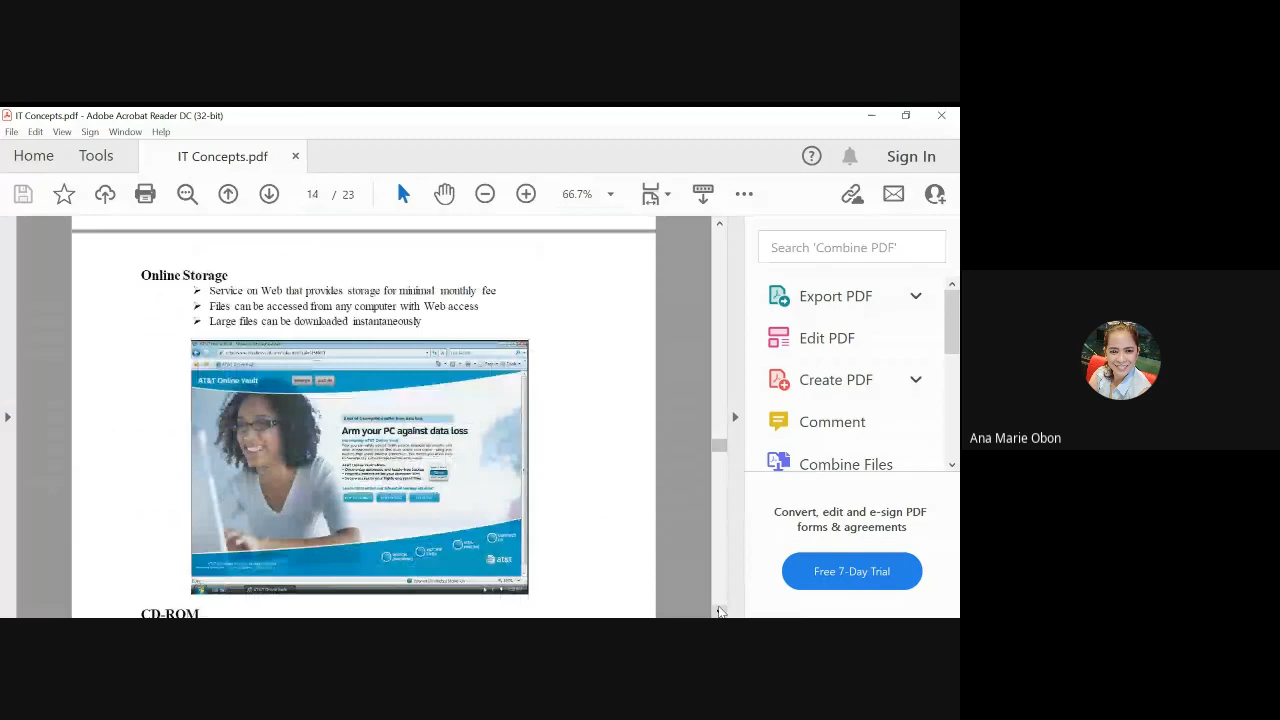 IT Concepts.pdf - Adobe Acrobat Reader DC (32-bit)
File Edit View Sign Window Help
Home Tools IT Concepts.pdf × Sign In
14 / 23 66.7%
Online Storage
➢ Service on Web that provides storage for minimal monthly fee
➢ Files can be accessed from any computer with Web access
➢ Large files can be downloaded instantaneously
AT&T Online Vault
Arm your PC against data loss
at&t
CD-ROM
Search 'Combine PDF'
Export PDF
Edit PDF
Create PDF
Comment
Combine Files
Convert, edit and e-sign PDF
forms & agreements
Free 7-Day Trial
Ana Marie Obon